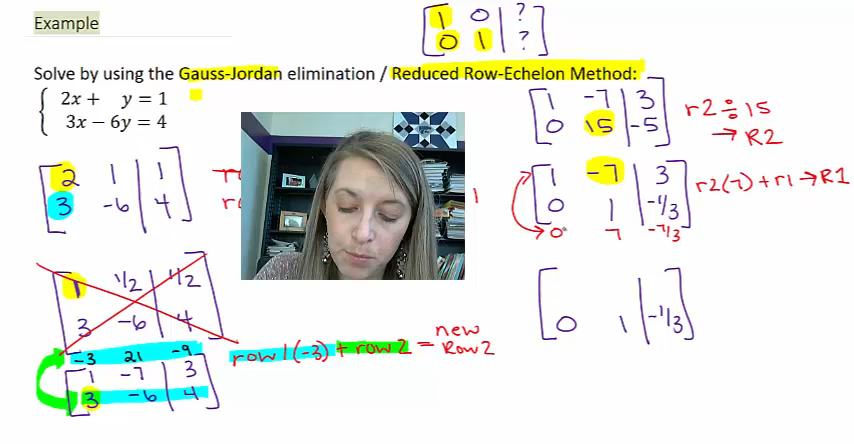 Example
1 0 | ?
0 1 | ?
Solve by using the Gauss-Jordan elimination / Reduced Row-Echelon Method:
2x + y = 1
3x − 6y = 4
2 1 | 1
3 -6 | 4
1 1/2 | 1/2
3 -6 | 4
-3 21 -9
row 1(-3) + row 2 = new Row 2
1 -7 | 3
3 -6 | 4
1 -7 | 3
0 15 | -5
r2 ÷ 15
→ R2
1 -7 | 3
0 1 | -1/3
r2(7) + r1 → R1
0 7 -7/3
0 1 | -1/3